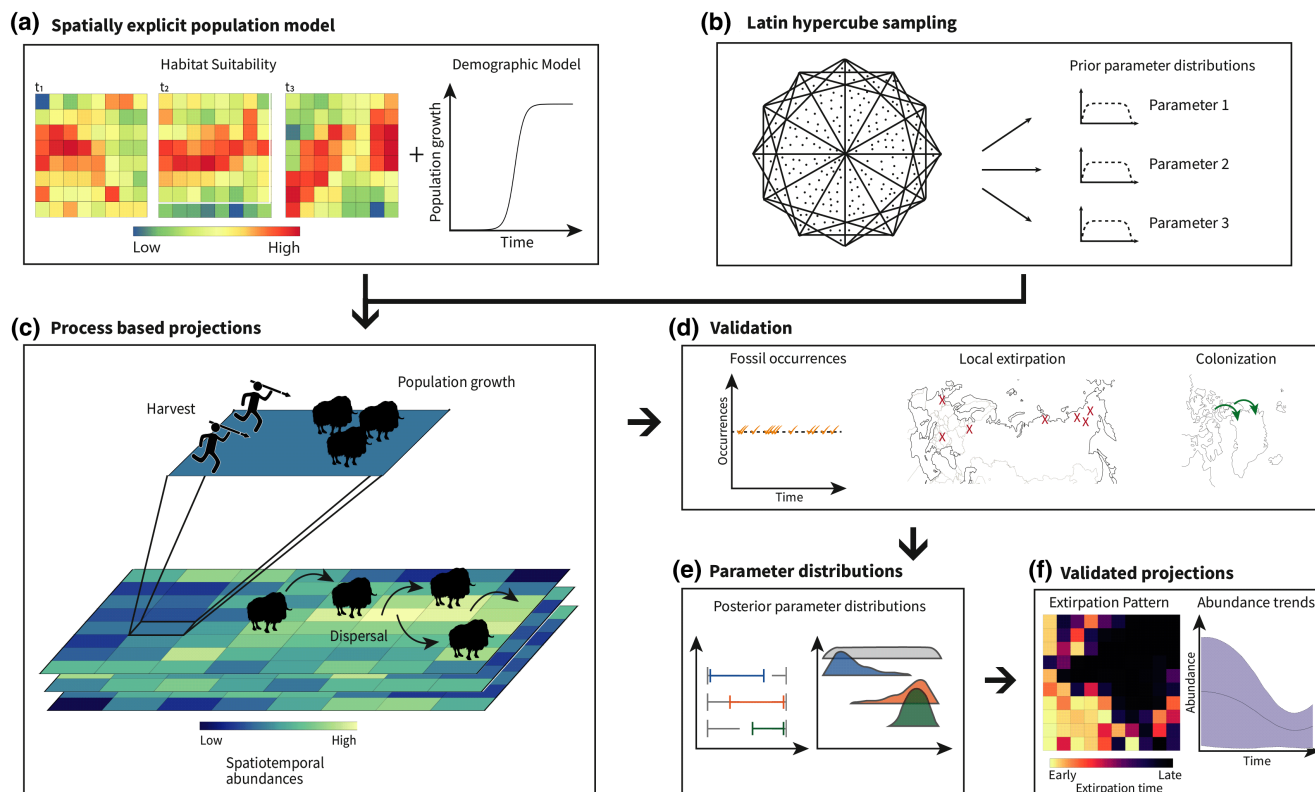 (a) Spatially explicit population model
Habitat Suitability
t₁
t₂
t₃
Low
High
+
Demographic Model
Population growth
Time
(b) Latin hypercube sampling
Prior parameter distributions
Parameter 1
Parameter 2
Parameter 3
(c) Process based projections
Harvest
Population growth
Dispersal
Low
High
Spatiotemporal
abundances
(d) Validation
Fossil occurrences
Occurrences
Time
Local extirpation
X
X
X
X
X
X
X
Colonization
(e) Parameter distributions
Posterior parameter distributions
(f) Validated projections
Extirpation Pattern
Early
Late
Extirpation time
Abundance trends
Abundance
Time